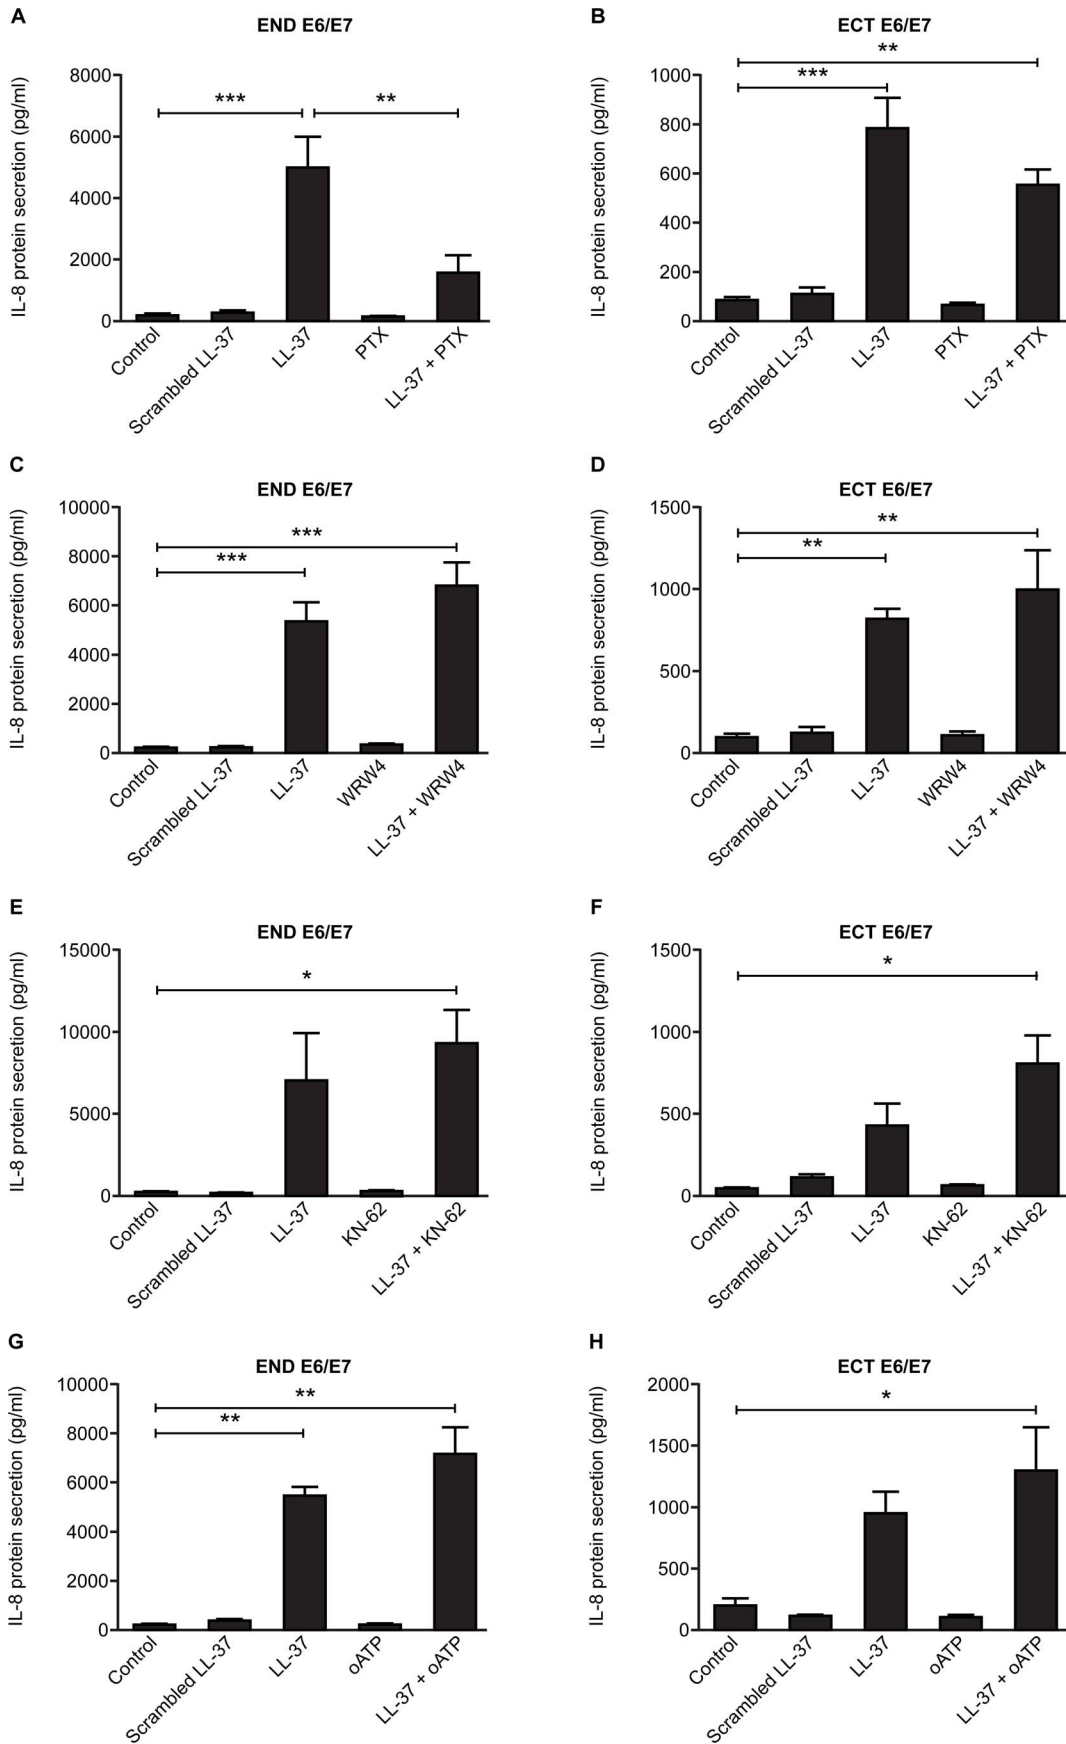 A
END E6/E7
IL-8 protein secretion (pg/ml)
8000
6000
4000
2000
0
***
**
Control
Scrambled LL-37
LL-37
PTX
LL-37 + PTX
B
ECT E6/E7
IL-8 protein secretion (pg/ml)
1000
800
600
400
200
0
**
***
Control
Scrambled LL-37
LL-37
PTX
LL-37 + PTX
C
END E6/E7
IL-8 protein secretion (pg/ml)
10000
8000
6000
4000
2000
0
***
***
Control
Scrambled LL-37
LL-37
WRW4
LL-37 + WRW4
D
ECT E6/E7
IL-8 protein secretion (pg/ml)
1500
1000
500
0
**
**
Control
Scrambled LL-37
LL-37
WRW4
LL-37 + WRW4
E
END E6/E7
IL-8 protein secretion (pg/ml)
15000
10000
5000
0
*
Control
Scrambled LL-37
LL-37
KN-62
LL-37 + KN-62
F
ECT E6/E7
IL-8 protein secretion (pg/ml)
1500
1000
500
0
*
Control
Scrambled LL-37
LL-37
KN-62
LL-37 + KN-62
G
END E6/E7
IL-8 protein secretion (pg/ml)
10000
8000
6000
4000
2000
0
**
**
Control
Scrambled LL-37
LL-37
oATP
LL-37 + oATP
H
ECT E6/E7
IL-8 protein secretion (pg/ml)
2000
1500
1000
500
0
*
Control
Scrambled LL-37
LL-37
oATP
LL-37 + oATP